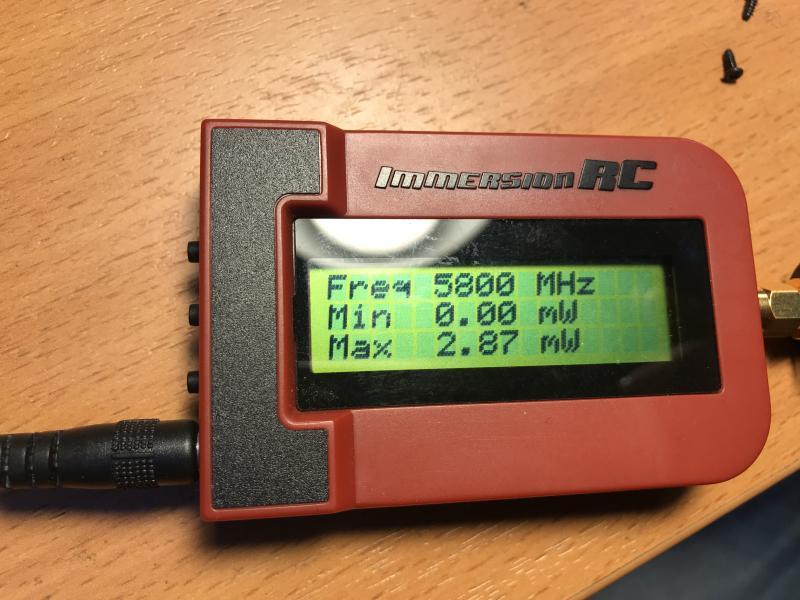 ImmersionRC
Freq 5800 MHz
Min 0.00 mW
Max 2.87 mW